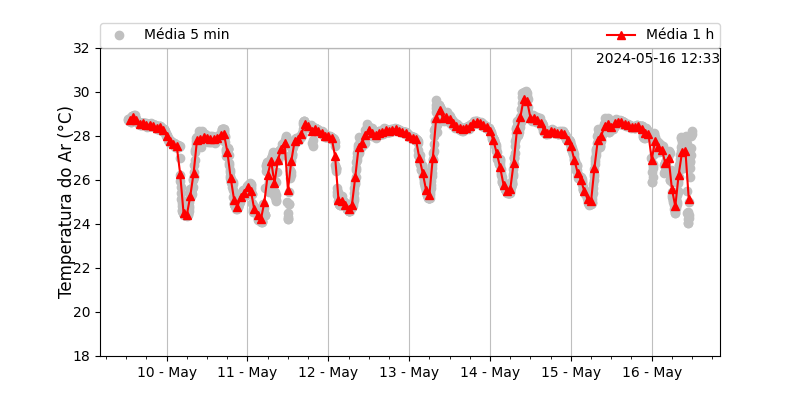 Média 5 min
Média 1 h
2024-05-16 12:33
Temperatura do Ar (°C)
32
30
28
26
24
22
20
18
10 - May
11 - May
12 - May
13 - May
14 - May
15 - May
16 - May